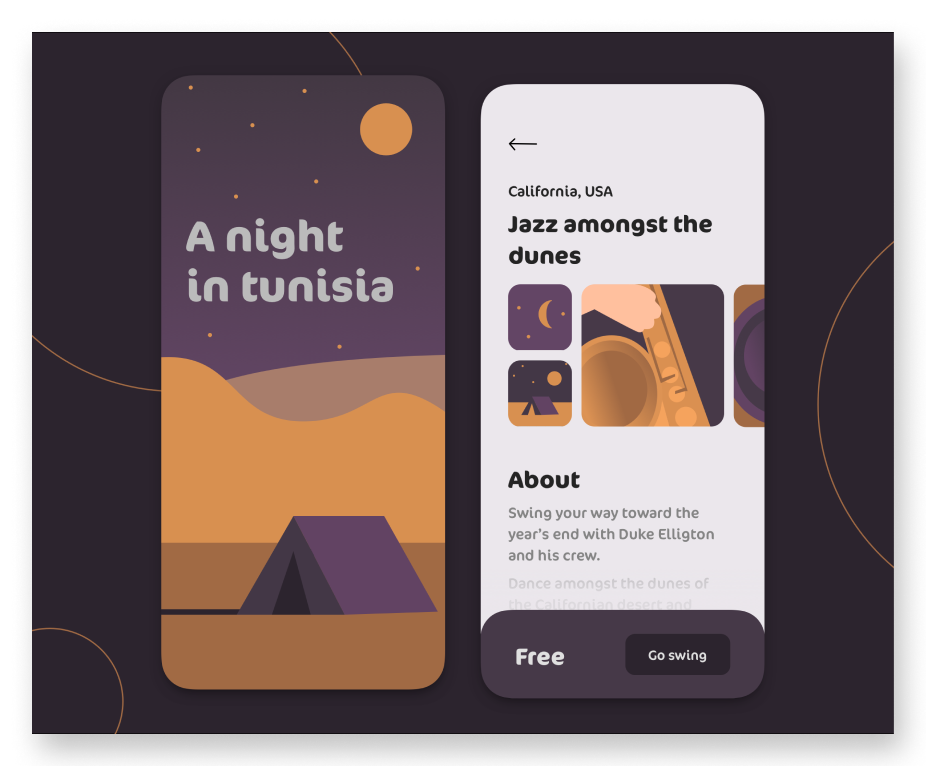 A night
in tunisia
California, USA
Jazz amongst the
dunes
About
Swing your way toward the
year's end with Duke Elligton
and his crew.
Dance amongst the dunes of
the Californian desert and
Free
Go swing